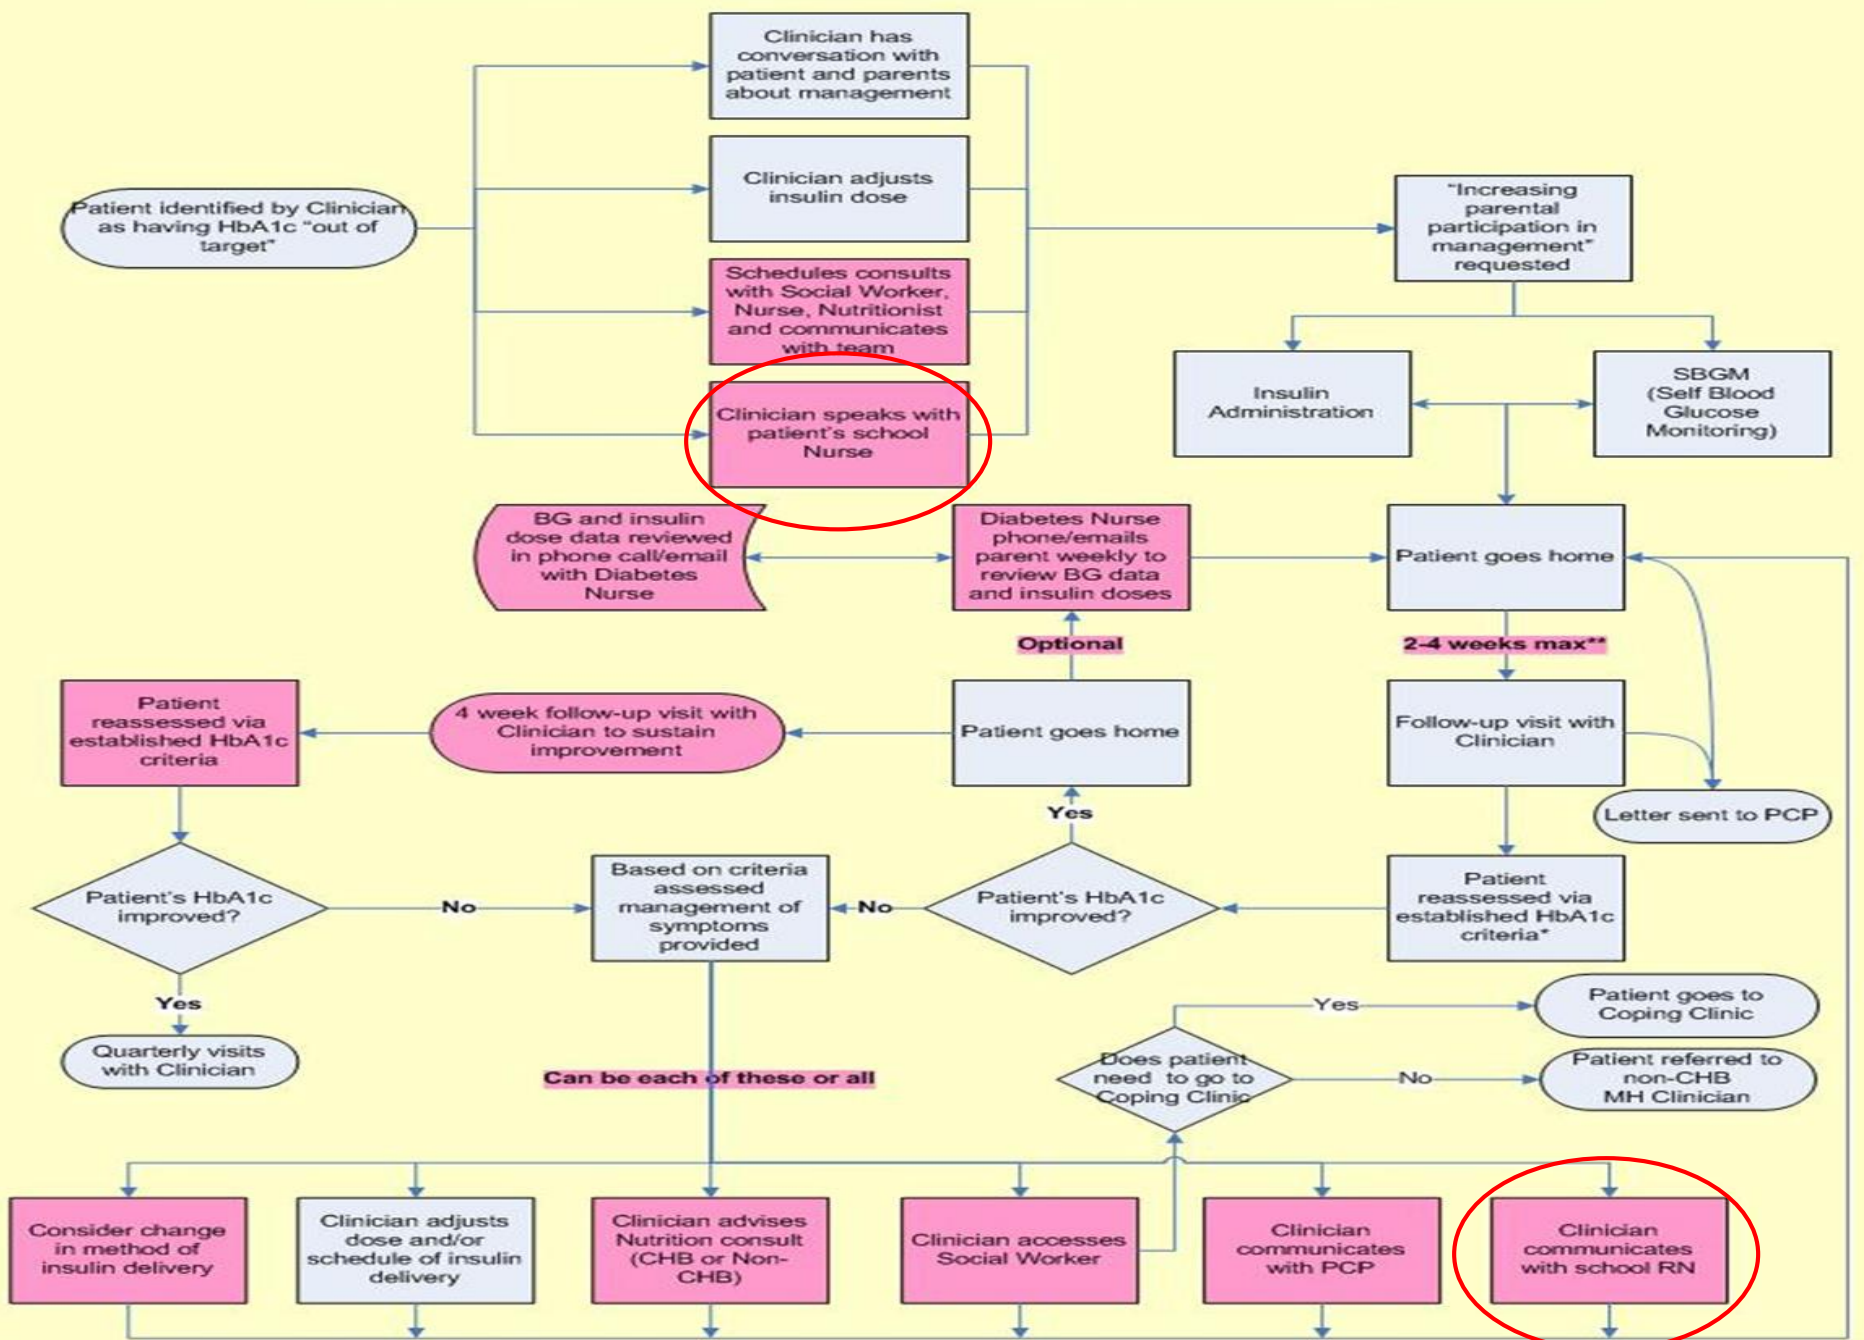 Clinician has
conversation with
patient and parents
about management
Clinician adjusts
insulin dose
Patient identified by Clinician
as having HbA1c "out of
target"
Schedules consults
with Social Worker,
Nurse, Nutritionist
and communicates
with team
Clinician speaks with
patient's school
Nurse
"Increasing
parental
participation in
management"
requested
Insulin
Administration
SBGM
(Self Blood
Glucose
Monitoring)
BG and insulin
dose data reviewed
in phone call/email
with Diabetes
Nurse
Diabetes Nurse
phone/emails
parent weekly to
review BG data
and insulin doses
Patient goes home
Optional
2-4 weeks max**
Patient
reassessed via
established HbA1c
criteria
4 week follow-up visit with
Clinician to sustain
improvement
Patient goes home
Follow-up visit with
Clinician
Letter sent to PCP
Yes
Patient's HbA1c
improved?
No
Based on criteria
assessed
management of
symptoms
provided
No
Patient's HbA1c
improved?
Patient
reassessed via
established HbA1c
criteria*
Yes
Quarterly visits
with Clinician
Can be each of these or all
Does patient
need to go to
Coping Clinic
Yes
Patient goes to
Coping Clinic
No
Patient referred to
non-CHB
MH Clinician
Consider change
in method of
insulin delivery
Clinician adjusts
dose and/or
schedule of insulin
delivery
Clinician advises
Nutrition consult
(CHB or Non-
CHB)
Clinician accesses
Social Worker
Clinician
communicates
with PCP
Clinician
communicates
with school RN